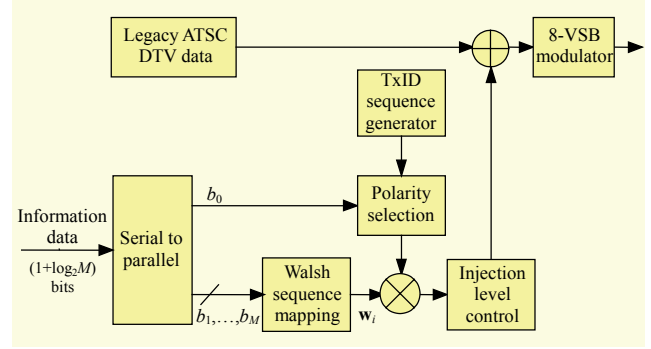 Legacy ATSC
DTV data
8-VSB
modulator
TxID
sequence
generator
Information
data
(1+log₂M)
bits
Serial to
parallel
b₀
Polarity
selection
b₁,…,b_M
Walsh
sequence
mapping
wᵢ
Injection
level
control